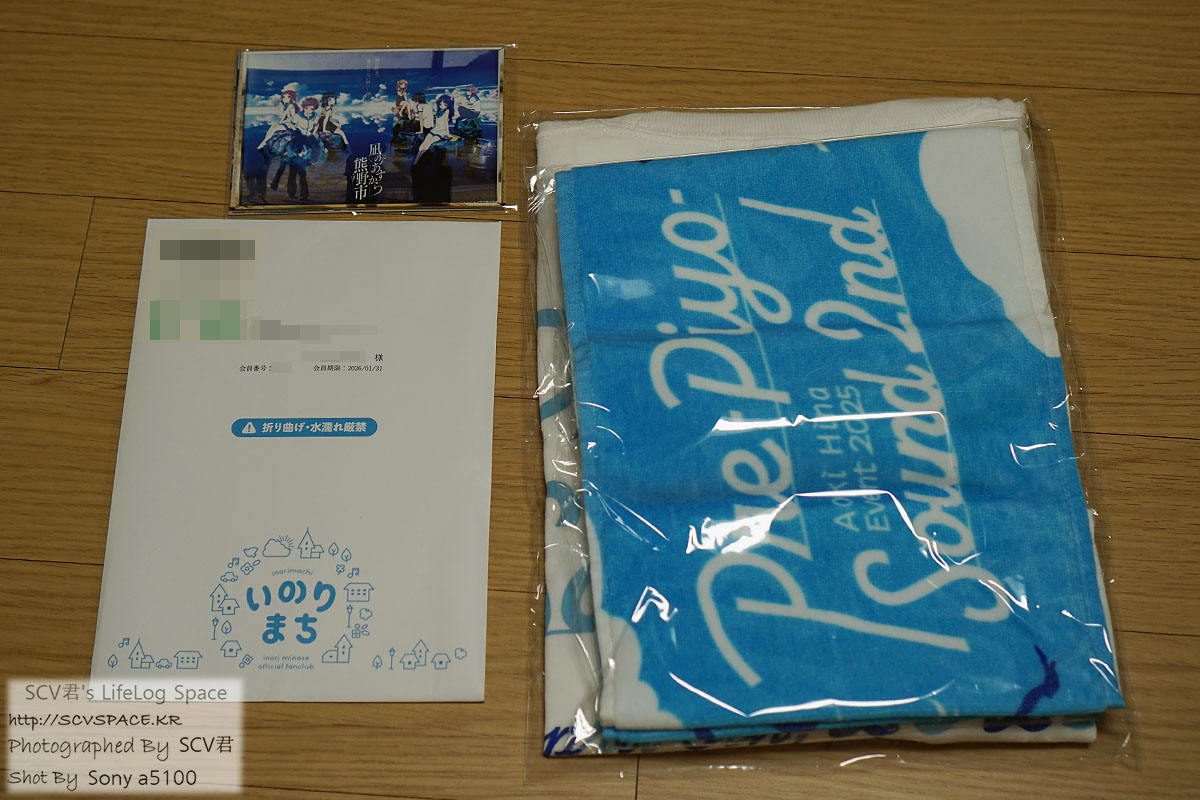 凪のあすから
熊野市
様
会員番号:
会員期限:2026/01/31
折り曲げ・水濡れ厳禁
inorimachi
いのり
まち
inori minase
official fanclub
The Piyo-
Aoki Hina
Event 2025
Sound 2nd
SCV君's LifeLog Space
http://SCVSPACE.KR
Photographed By SCV君
Shot By Sony a5100